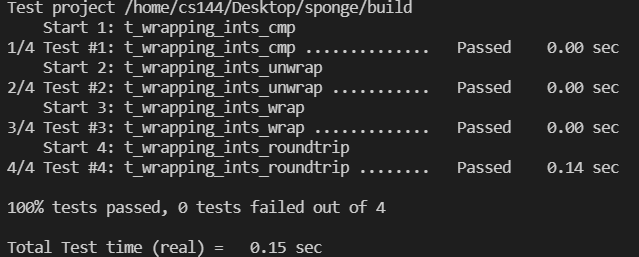 Test project /home/cs144/Desktop/sponge/build
    Start 1: t_wrapping_ints_cmp
1/4 Test #1: t_wrapping_ints_cmp ..............   Passed    0.00 sec
    Start 2: t_wrapping_ints_unwrap
2/4 Test #2: t_wrapping_ints_unwrap ...........   Passed    0.00 sec
    Start 3: t_wrapping_ints_wrap
3/4 Test #3: t_wrapping_ints_wrap .............   Passed    0.00 sec
    Start 4: t_wrapping_ints_roundtrip
4/4 Test #4: t_wrapping_ints_roundtrip ........   Passed    0.14 sec

100% tests passed, 0 tests failed out of 4

Total Test time (real) =   0.15 sec